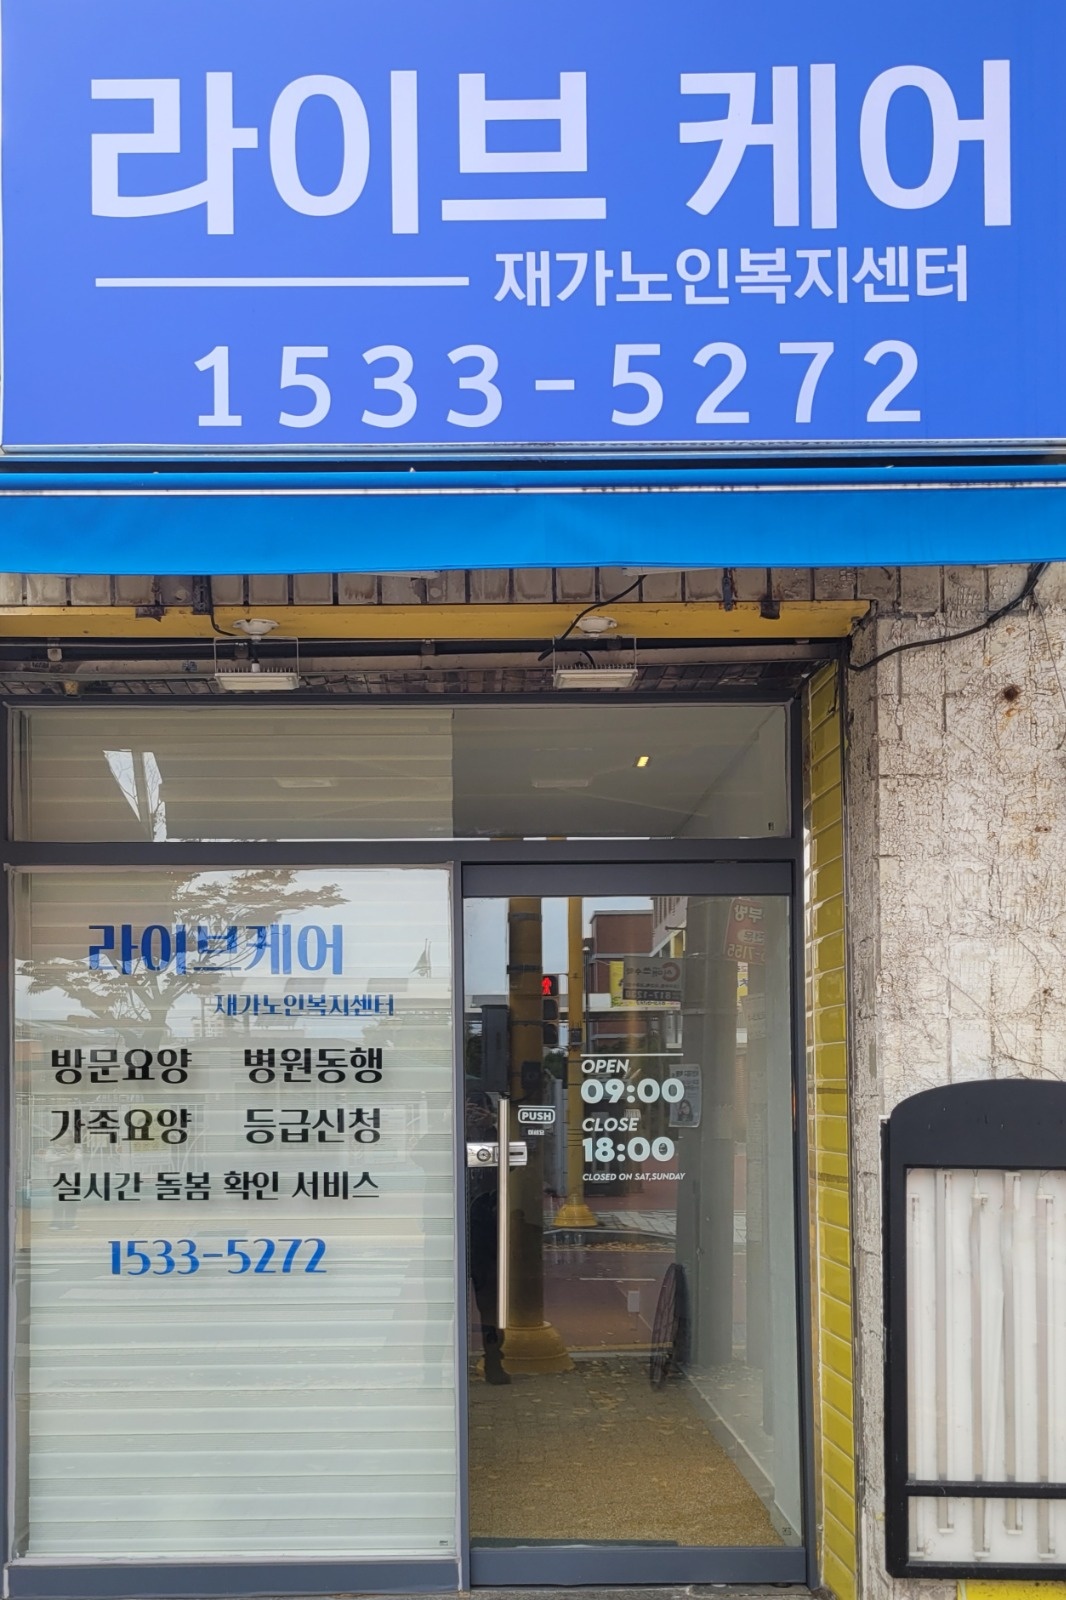 라이브 케어
재가노인복지센터
1533-5272
라이브케어
재가노인복지센터
방문요양 병원동행
가족요양 등급신청
실시간 돌봄 확인 서비스
1533-5272
PUSH
OPEN
09:00
CLOSE
18:00
CLOSED ON SAT,SUNDAY